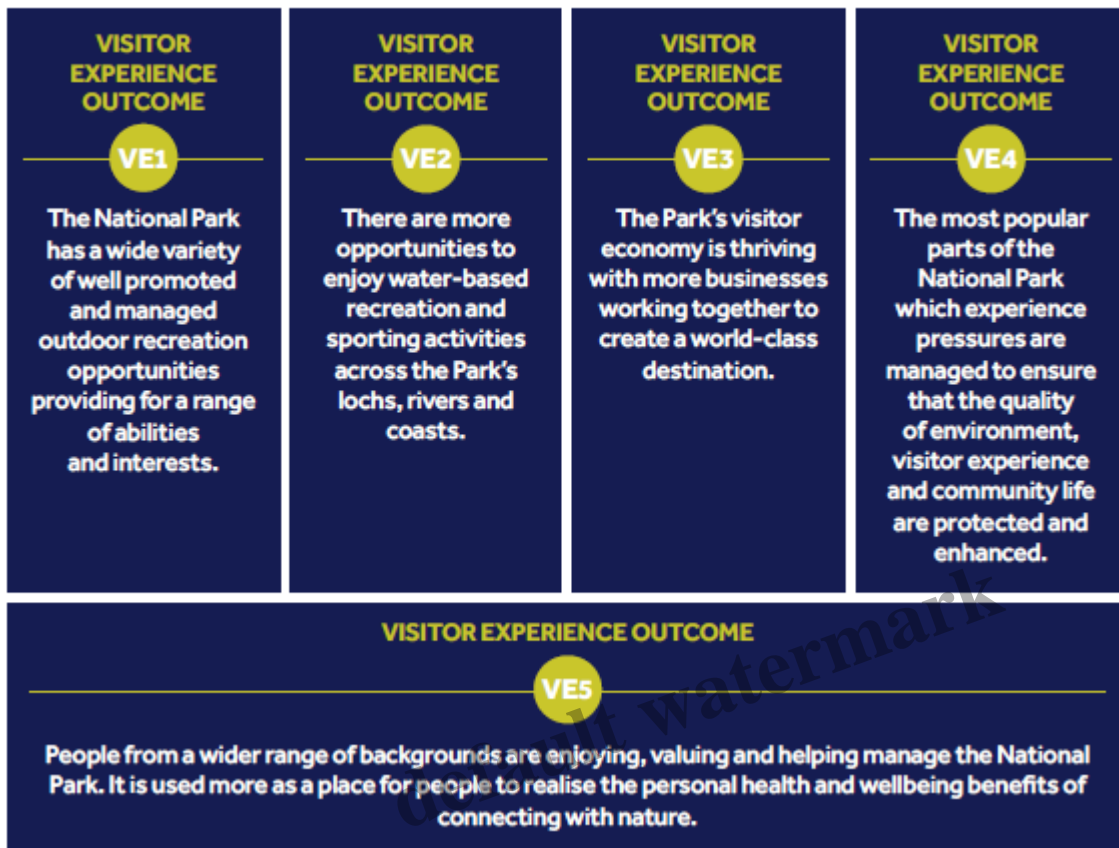 VISITOR
EXPERIENCE
OUTCOME
VE1
The National Park
has a wide variety
of well promoted
and managed
outdoor recreation
opportunities
providing for a range
of abilities
and interests.
VISITOR
EXPERIENCE
OUTCOME
VE2
There are more
opportunities to
enjoy water-based
recreation and
sporting activities
across the Park's
lochs, rivers and
coasts.
VISITOR
EXPERIENCE
OUTCOME
VE3
The Park's visitor
economy is thriving
with more businesses
working together to
create a world-class
destination.
VISITOR
EXPERIENCE
OUTCOME
VE4
The most popular
parts of the
National Park
which experience
pressures are
managed to ensure
that the quality
of environment,
visitor experience
and community life
are protected and
enhanced.
VISITOR EXPERIENCE OUTCOME
VE5
People from a wider range of backgrounds are enjoying, valuing and helping manage the National
Park. It is used more as a place for people to realise the personal health and wellbeing benefits of
connecting with nature.
default watermark